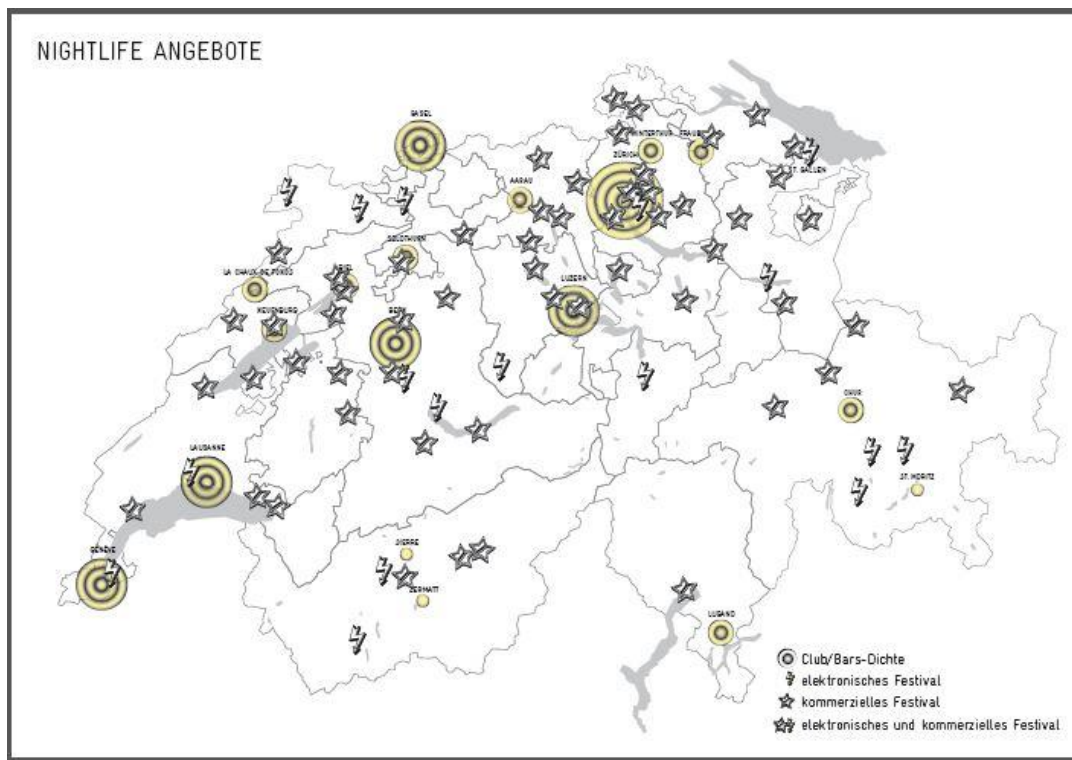 NIGHTLIFE ANGEBOTE
BASEL
WINTERTHUR
ZÜRICH
AARAU
ST. GALLEN
SOLOTHURN
LA CHAUX-DE-FONDS
LUZERN
NEUENBURG
BERN
CHUR
LAUSANNE
ST. MORITZ
GENÈVE
SIERRE
ZERMATT
LUGANO
Club/Bars-Dichte
elektronisches Festival
kommerzielles Festival
elektronisches und kommerzielles Festival